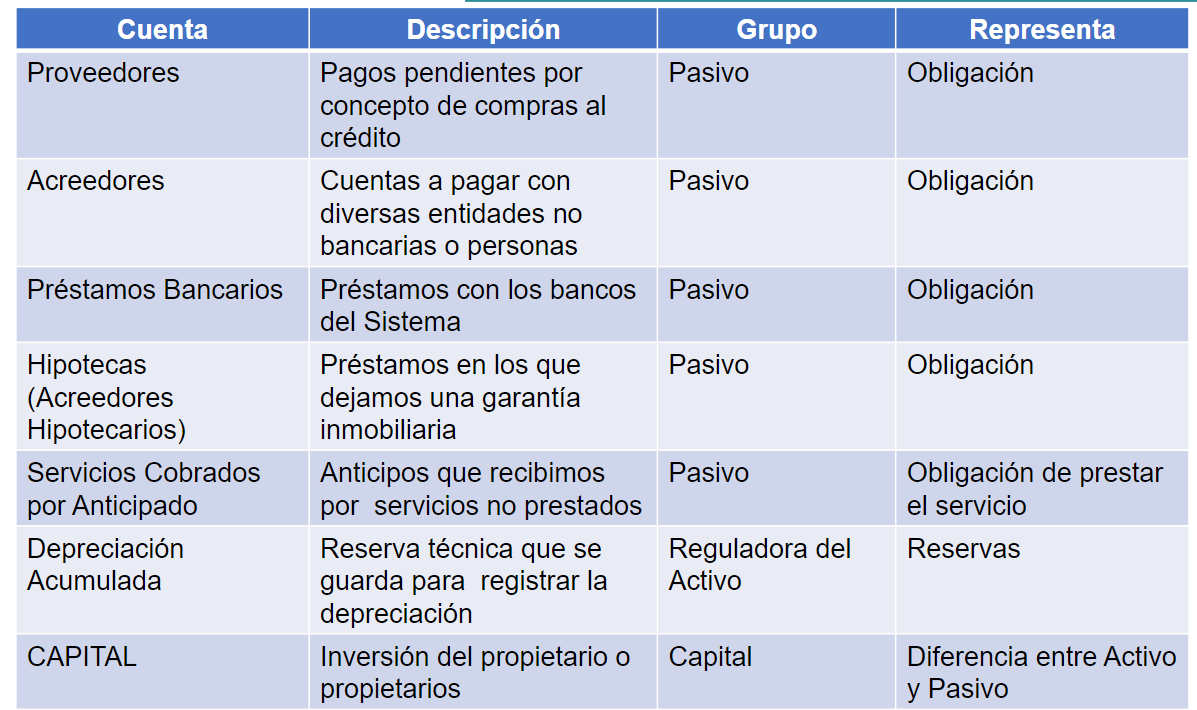 Cuenta Descripción Grupo Representa
Proveedores Pagos pendientes por Pasivo Obligación
concepto de compras al
crédito
Acreedores Cuentas a pagar con Pasivo Obligación
diversas entidades no
bancarias o personas
Préstamos Bancarios Préstamos con los bancos Pasivo Obligación
del Sistema
Hipotecas Préstamos en los que Pasivo Obligación
(Acreedores dejamos una garantía
Hipotecarios) inmobiliaria
Servicios Cobrados Anticipos que recibimos Pasivo Obligación de prestar
por Anticipado por  servicios no prestados el servicio
Depreciación Reserva técnica que se Reguladora del Reservas
Acumulada guarda para  registrar la Activo
depreciación
CAPITAL Inversión del propietario o Capital Diferencia entre Activo
propietarios y Pasivo